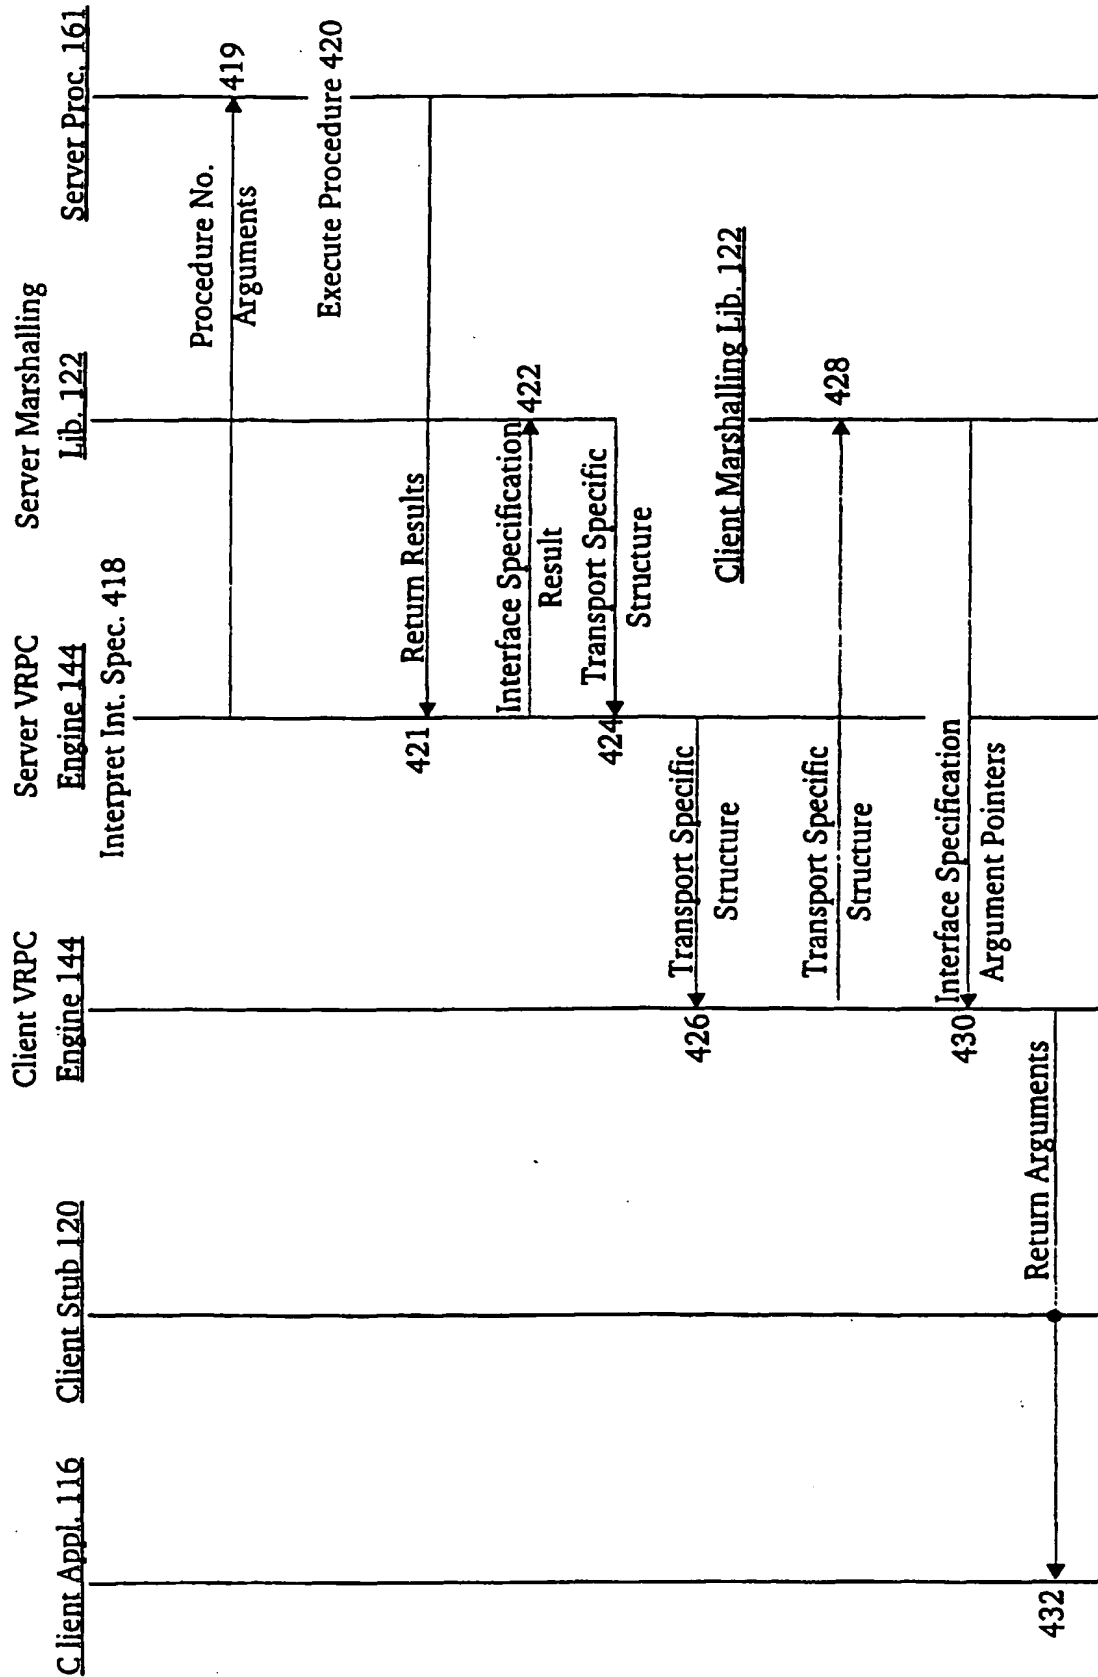 Client Appl. 116
Client Stub 120
Client VRPC
Engine 144
Server VRPC
Engine 144
Server Marshalling
Lib. 122
Server Proc. 161
Interpret Int. Spec. 418
Procedure No.
Arguments
419
Execute Procedure 420
Return Results
421
Interface Specification
Result
422
Transport Specific
Structure
424
Transport Specific
Structure
426
Client Marshalling Lib. 122
Transport Specific
Structure
428
Interface Specification
Argument Pointers
430
Return Arguments
432